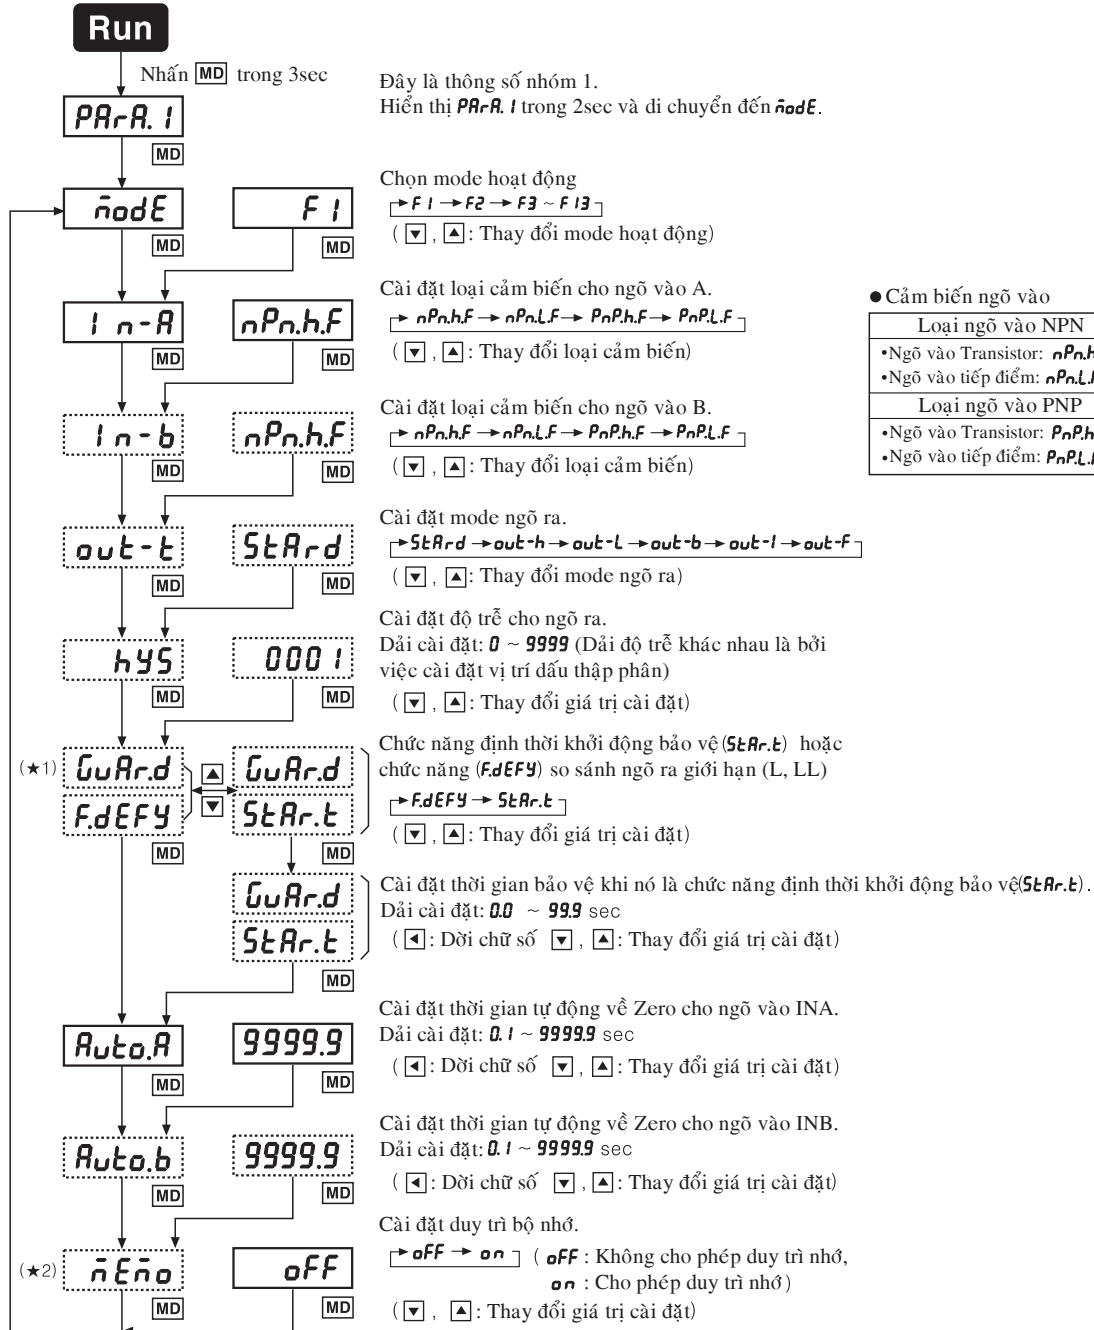 Run
Nhấn MD trong 3sec
Đây là thông số nhóm 1.
Hiển thị PArA.1 trong 2sec và di chuyển đến modE.
PArA.1
MD
modE
F1
MD
MD
Chọn mode hoạt động
F1 → F2 → F3 ~ F13
( ▼ , ▲ : Thay đổi mode hoạt động)
In-A
nPn.h.F
MD
MD
Cài đặt loại cảm biến cho ngõ vào A.
nPn.h.F → nPn.L.F → PnP.h.F → PnP.L.F
( ▼ , ▲ : Thay đổi loại cảm biến)
● Cảm biến ngõ vào
Loại ngõ vào NPN
•Ngõ vào Transistor:
•Ngõ vào tiếp điểm:
Loại ngõ vào PNP
•Ngõ vào Transistor:
•Ngõ vào tiếp điểm:
In-b
nPn.h.F
MD
MD
Cài đặt loại cảm biến cho ngõ vào B.
nPn.h.F → nPn.L.F → PnP.h.F → PnP.L.F
( ▼ , ▲ : Thay đổi loại cảm biến)
out-t
StArd
MD
MD
Cài đặt mode ngõ ra.
StArd → out-h → out-L → out-b → out-I → out-F
( ▼ , ▲ : Thay đổi mode ngõ ra)
hYS
0001
MD
MD
Cài đặt độ trễ cho ngõ ra.
Dải cài đặt: 0 ~ 9999 (Dải độ trễ khác nhau là bởi
việc cài đặt vị trí dấu thập phân)
( ▼ , ▲ : Thay đổi giá trị cài đặt)
(★1)
GuAr.d
F.dEFY
▲
▼
GuAr.d
StAr.t
MD
MD
Chức năng định thời khởi động bảo vệ (StAr.t) hoặc
chức năng (F.dEFY) so sánh ngõ ra giới hạn (L, LL)
F.dEFY → StAr.t
( ▼ , ▲ : Thay đổi giá trị cài đặt)
GuAr.d
StAr.t
MD
Cài đặt thời gian bảo vệ khi nó là chức năng định thời khởi động bảo vệ(StAr.t).
Dải cài đặt: 0.0 ~ 99.9 sec
( ◀ : Dời chữ số ▼ , ▲ : Thay đổi giá trị cài đặt)
Auto.A
9999.9
MD
MD
Cài đặt thời gian tự động về Zero cho ngõ vào INA.
Dải cài đặt: 0.1 ~ 9999.9 sec
( ◀ : Dời chữ số ▼ , ▲ : Thay đổi giá trị cài đặt)
Auto.b
9999.9
MD
MD
Cài đặt thời gian tự động về Zero cho ngõ vào INB.
Dải cài đặt: 0.1 ~ 9999.9 sec
( ◀ : Dời chữ số ▼ , ▲ : Thay đổi giá trị cài đặt)
(★2)
mEmo
oFF
MD
MD
Cài đặt duy trì bộ nhớ.
oFF → on ( oFF : Không cho phép duy trì nhớ,
on : Cho phép duy trì nhớ)
( ▼ , ▲ : Thay đổi giá trị cài đặt)